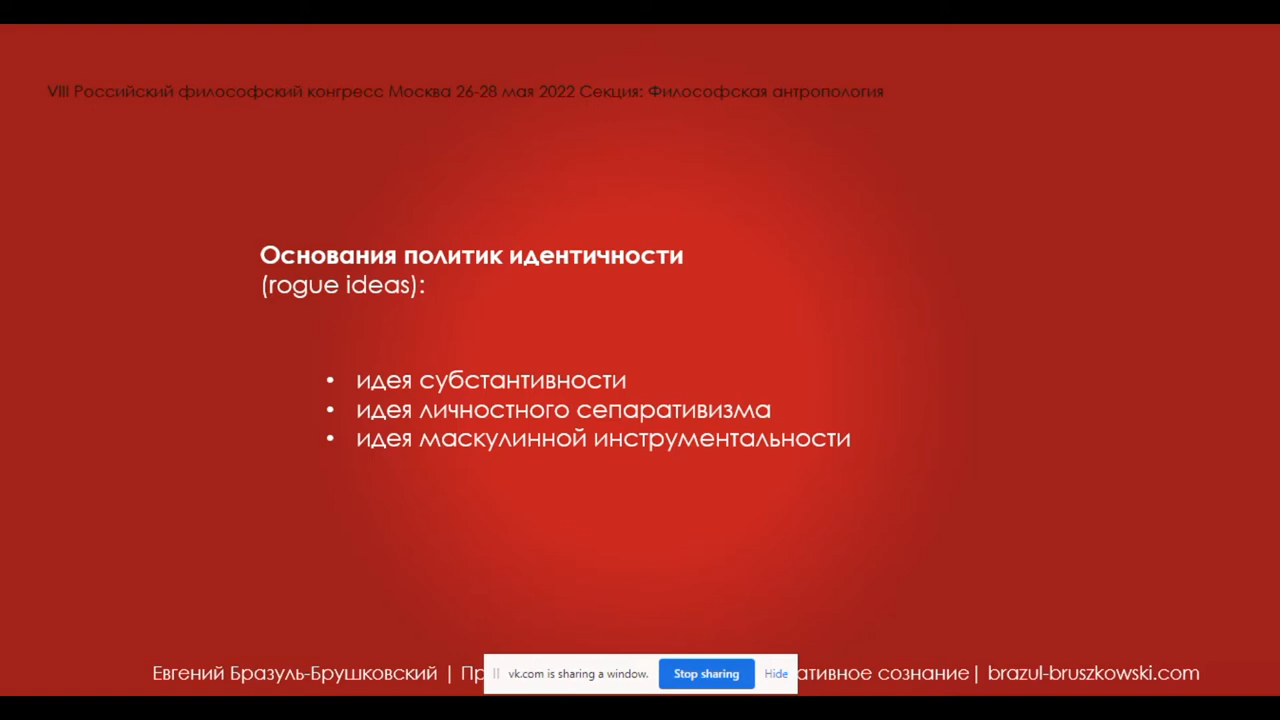 VIII Российский философский конгресс Москва 26-28 мая 2022 Секция: Философская антропология
Основания политик идентичности
(rogue ideas):
• идея субстантивности
• идея личностного сепаративизма
• идея маскулинной инструментальности
Евгений Бразуль-Брушковский | Пр
vk.com is sharing a window. Stop sharing Hide
ативное сознание| brazul-bruszkowski.com